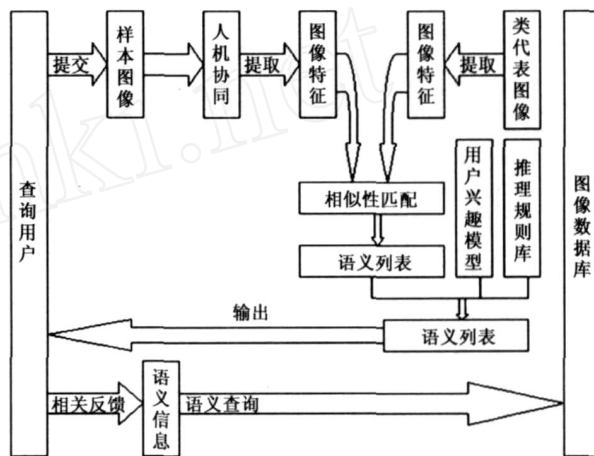 查询用户
提交
样本图像
人机协同
提取
图像特征
图像特征
提取
类代表图像
图像数据库
相似性匹配
语义列表
用户兴趣模型
推理规则库
输出
语义列表
相关反馈
语义信息
语义查询
nki.net